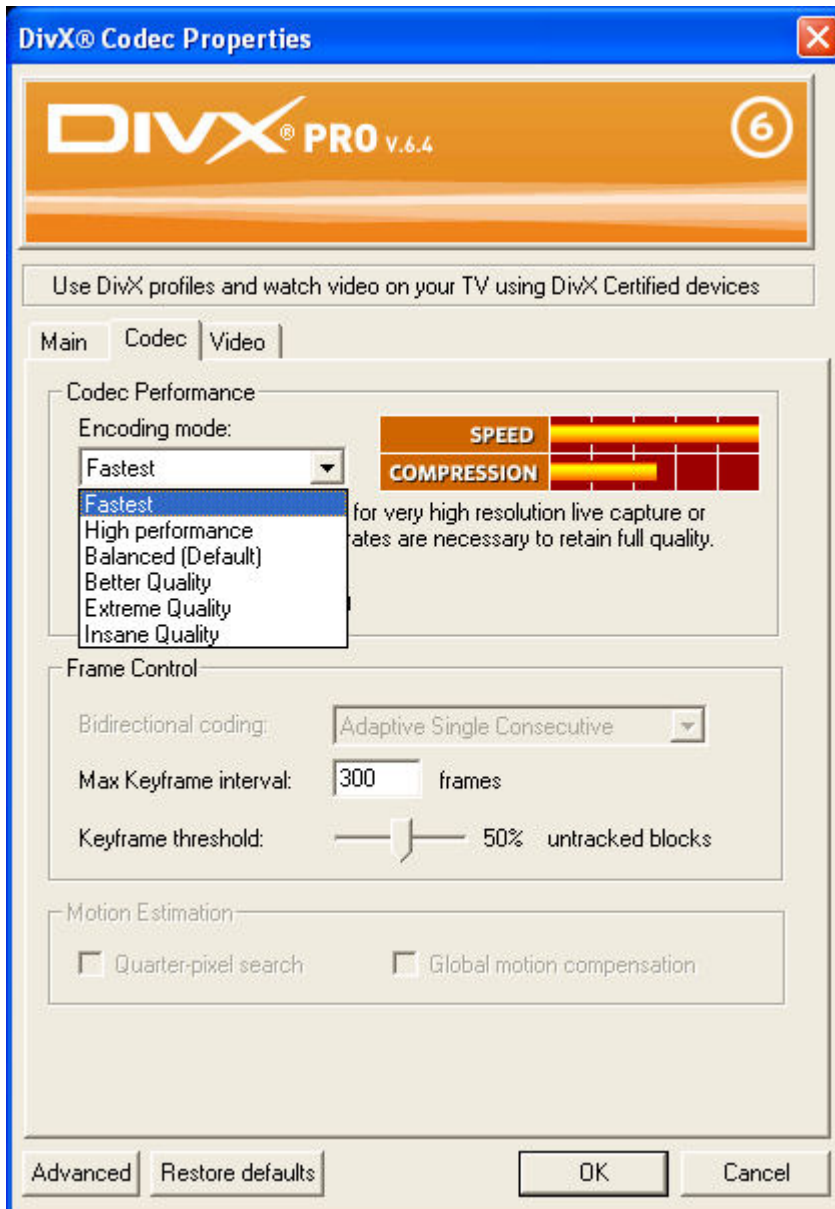 DivX® Codec Properties
DIVX® PRO V.6.4
6
Use DivX profiles and watch video on your TV using DivX Certified devices
Main Codec Video
Codec Performance
Encoding mode:
SPEED
Fastest
COMPRESSION
Fastest
for very high resolution live capture or
High performance
rates are necessary to retain full quality.
Balanced (Default)
Better Quality
Extreme Quality
Insane Quality
Frame Control
Bidirectional coding: Adaptive Single Consecutive
Max Keyframe interval: 300 frames
Keyframe threshold: 50% untracked blocks
Motion Estimation
Quarter-pixel search Global motion compensation
Advanced Restore defaults OK Cancel